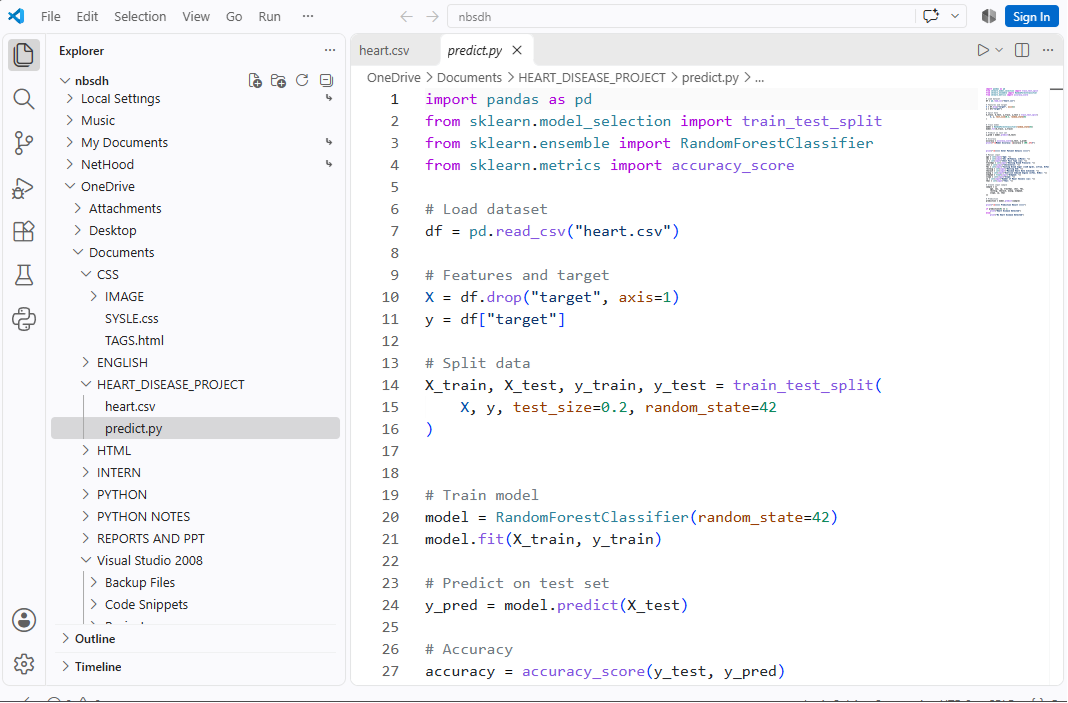 File Edit Selection View Go Run ···
nbsdh
Sign In
Explorer
nbsdh
Local Settings
Music
My Documents
NetHood
OneDrive
Attachments
Desktop
Documents
CSS
IMAGE
SYSLE.css
TAGS.html
ENGLISH
HEART_DISEASE_PROJECT
heart.csv
predict.py
HTML
INTERN
PYTHON
PYTHON NOTES
REPORTS AND PPT
Visual Studio 2008
Backup Files
Code Snippets
Outline
Timeline
heart.csv predict.py
OneDrive > Documents > HEART_DISEASE_PROJECT > predict.py > ...
1 import pandas as pd
2 from sklearn.model_selection import train_test_split
3 from sklearn.ensemble import RandomForestClassifier
4 from sklearn.metrics import accuracy_score
5
6 # Load dataset
7 df = pd.read_csv("heart.csv")
8
9 # Features and target
10 X = df.drop("target", axis=1)
11 y = df["target"]
12
13 # Split data
14 X_train, X_test, y_train, y_test = train_test_split(
15     X, y, test_size=0.2, random_state=42
16 )
17
18
19 # Train model
20 model = RandomForestClassifier(random_state=42)
21 model.fit(X_train, y_train)
22
23 # Predict on test set
24 y_pred = model.predict(X_test)
25
26 # Accuracy
27 accuracy = accuracy_score(y_test, y_pred)